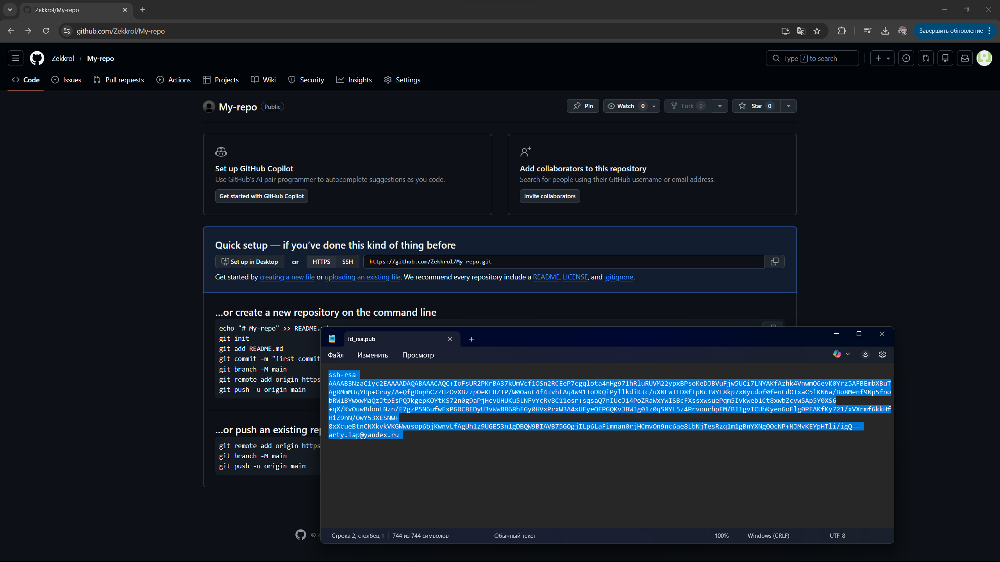 Zekkrol/My-repo
github.com/Zekkrol/My-repo
Завершить обновление
Zekkrol / My-repo
Type / to search
Code Issues Pull requests Actions Projects Wiki Security Insights Settings
My-repo Public
Pin Watch 0 Fork 0 Star 0
Set up GitHub Copilot
Use GitHub's AI pair programmer to autocomplete suggestions as you code.
Get started with GitHub Copilot
Add collaborators to this repository
Search for people using their GitHub username or email address.
Invite collaborators
Quick setup — if you’ve done this kind of thing before
Set up in Desktop or HTTPS SSH https://github.com/Zekkrol/My-repo.git
Get started by creating a new file or uploading an existing file. We recommend every repository include a README, LICENSE, and .gitignore.
…or create a new repository on the command line
echo "# My-repo" >> README.
git init
git add README.md
git commit -m "first commit
git branch -M main
git remote add origin https
git push -u origin main
…or push an existing rep
git remote add origin https
git branch -M main
git push -u origin main
© 2
id_rsa.pub
Файл Изменить Просмотр
ssh-rsa
AAAAB3NzaC1yc2EAAAADAQABAAACAQC+IoFsUR2PKrBA37kUmVcf1OSn2RCEeP7cgqlota4nHg971hRluRUVM22ypxBPsoKeDJBVuFjw5UCi7LNYAKfAzhk4VnwmO6evK0Yrz5AFBEmbXBuT
AgRMmMJqYHp+Cruy/A+QfgDnphC7ZHzOvXBzzpOeKL8ZIP/W0OauC4f4JvhtAq4w91IoDKQiPyllkdiKJc/uXNEwIED8fTpNcTWYF8kp7xNycdof0fenCdOTxaC5lKN6a/Bo8Menf9Np5fno
bRW1BYwxwMaQzJtpEsPQJkgepKOYtKS72n0g9aPjHcvUHUKu5LNFvYcRv8C11osr+sqsaQ7nIUcJ14PoZRaWxYwISBcFXssxwsuePqm5Ivkweb1Ct8xwbZcvw5Ap5Y0XS6
+qX/KvOuwBdontNzn/E7gzP5N6ufwFxPG0C8EDyU3vWw8868hFGy0HVxPrxW3A4xUFyeOEPGQKvJBWJg01z0qSNYt5z4PrvourhpFM/B11gvICUhKyenGoFlg0PFAKfKy721/xVXrmf6kkHf
HiZ9nN/OwY53XESNW+
8xXcueBtnCNXkvkVKGWwusop6bjKwnvLfAgUh1z9UGE53n1gDBQW9BIAVB75GOgjILp6LaFimnan0rjHCmvOn9nc6ae8LbNjTesRzq1m1gBnYXNg0OcNP+NJMvKEYpHTli/igQ==
arty.lap@yandex.ru
Строка 2, столбец 1 744 из 744 символов Обычный текст 100% Windows (CRLF) UTF-8